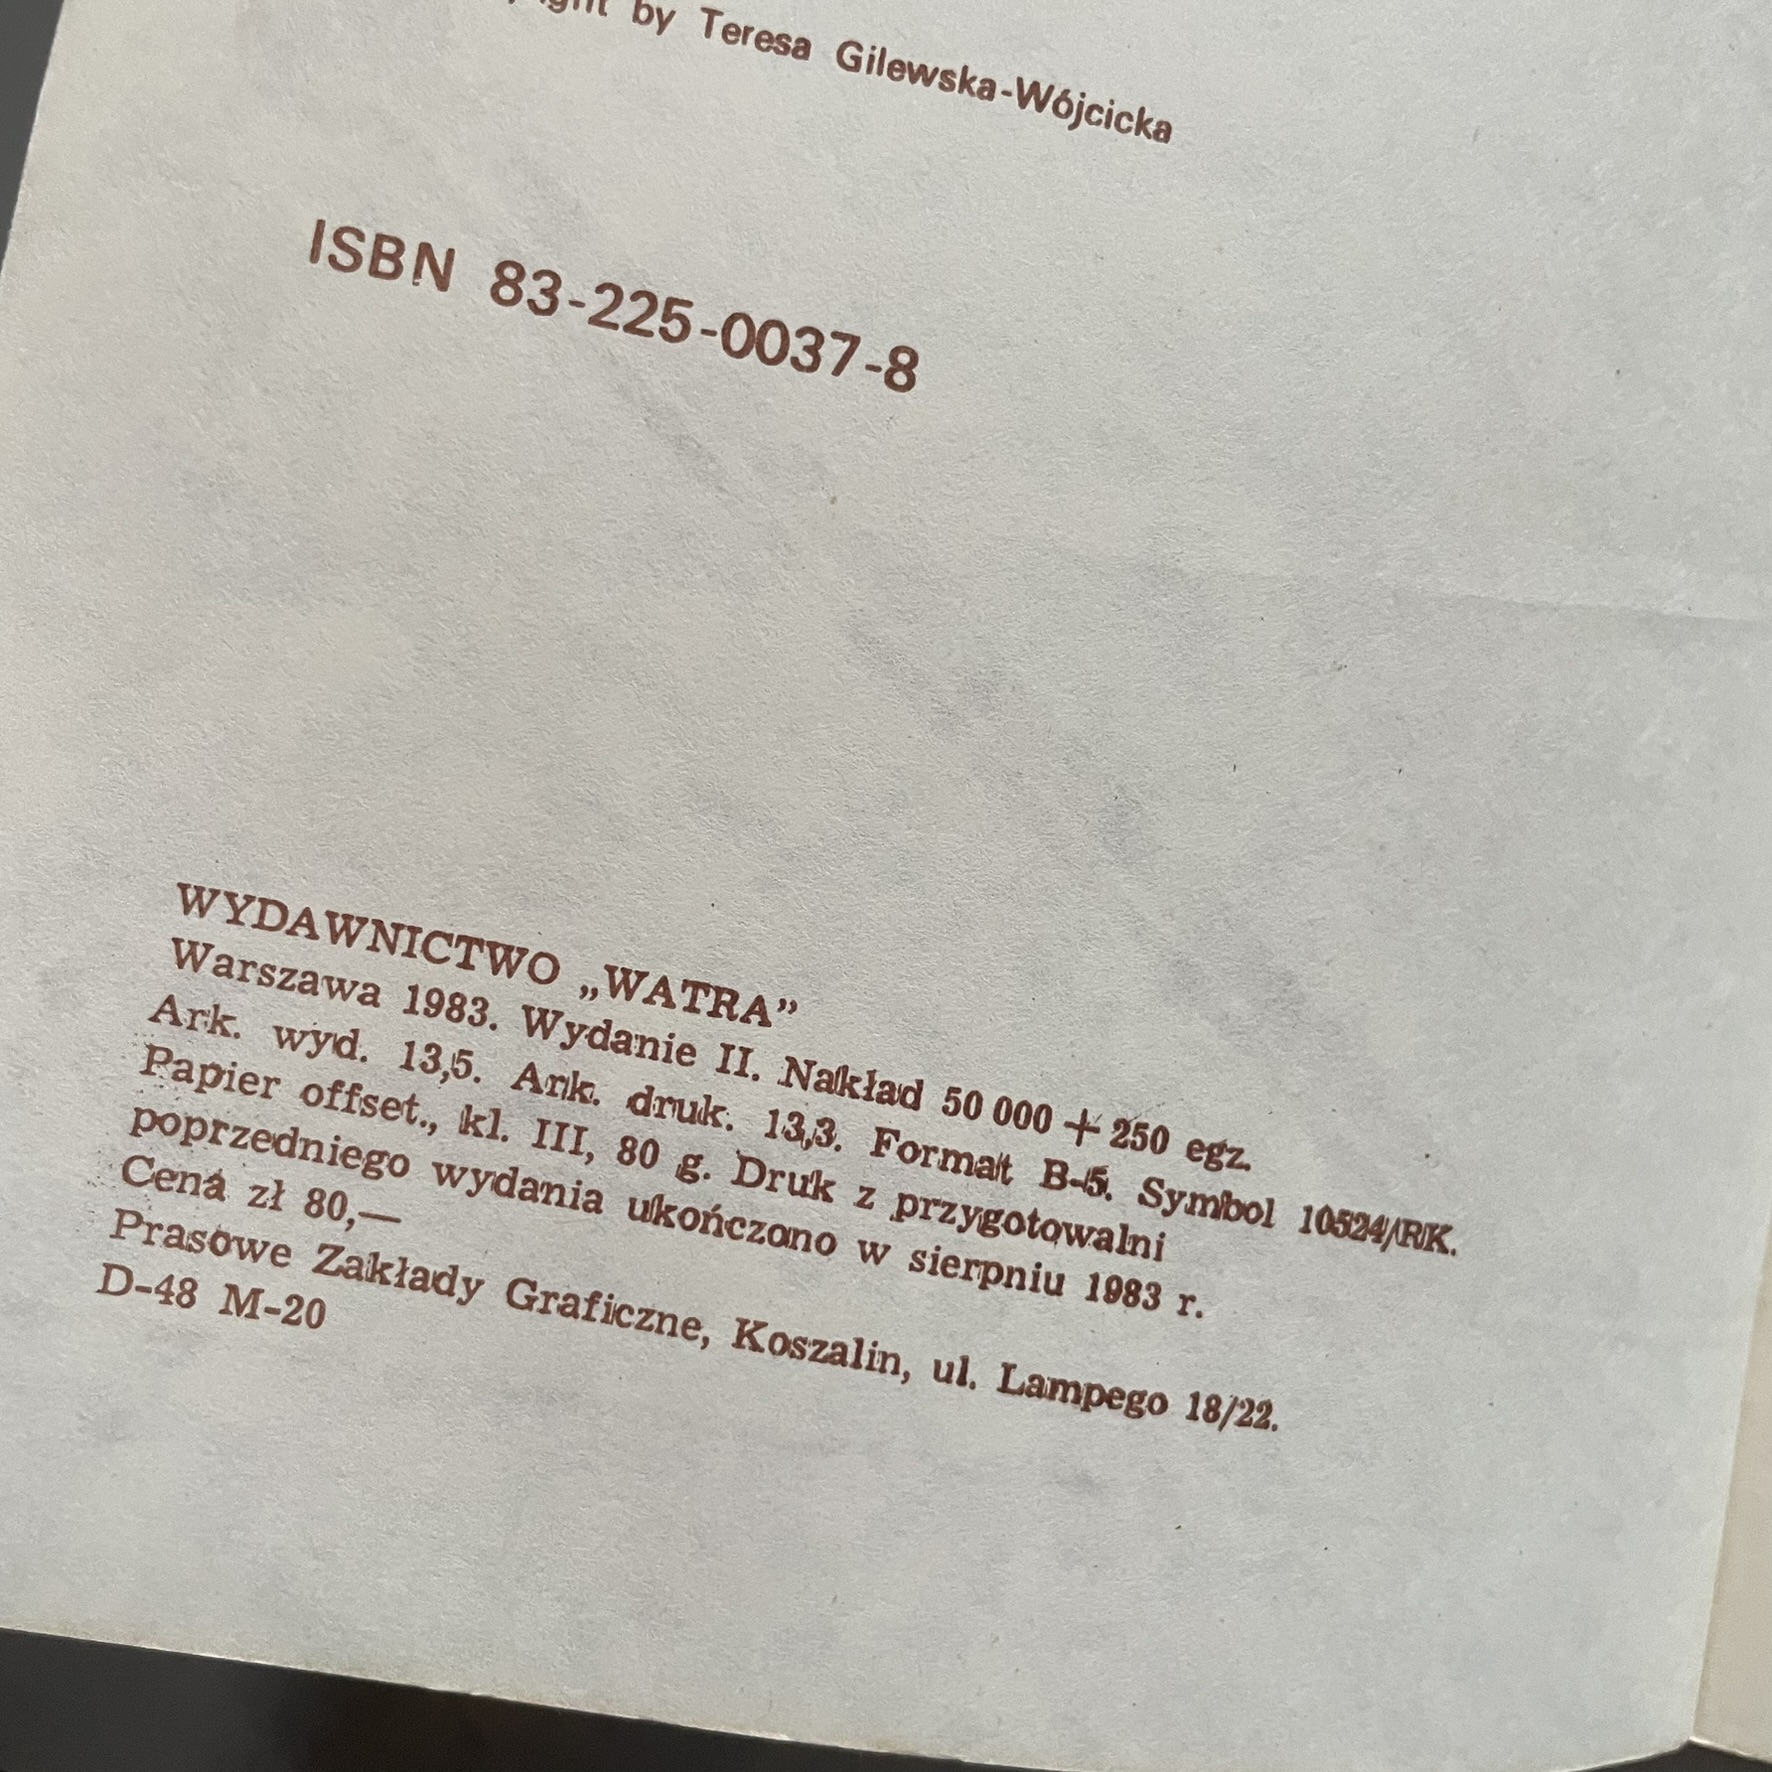 by Teresa Gilewska-Wójcicka
ISBN 83-225-0037-8
WYDAWNICTWO „WATRA”
Warszawa 1983. Wydanie II. Nakład 50 000 + 250 egz.
Ark. wyd. 13,5. Ark. druk. 13,3. Format B-5. Symbol 10524/RK.
Papier offset., kl. III, 80 g. Druk z przygotowalni
poprzedniego wydania ukończono w sierpniu 1983 r.
Cena zł 80,—
Prasowe Zakłady Graficzne, Koszalin, ul. Lampego 18/22.
D-48 M-20